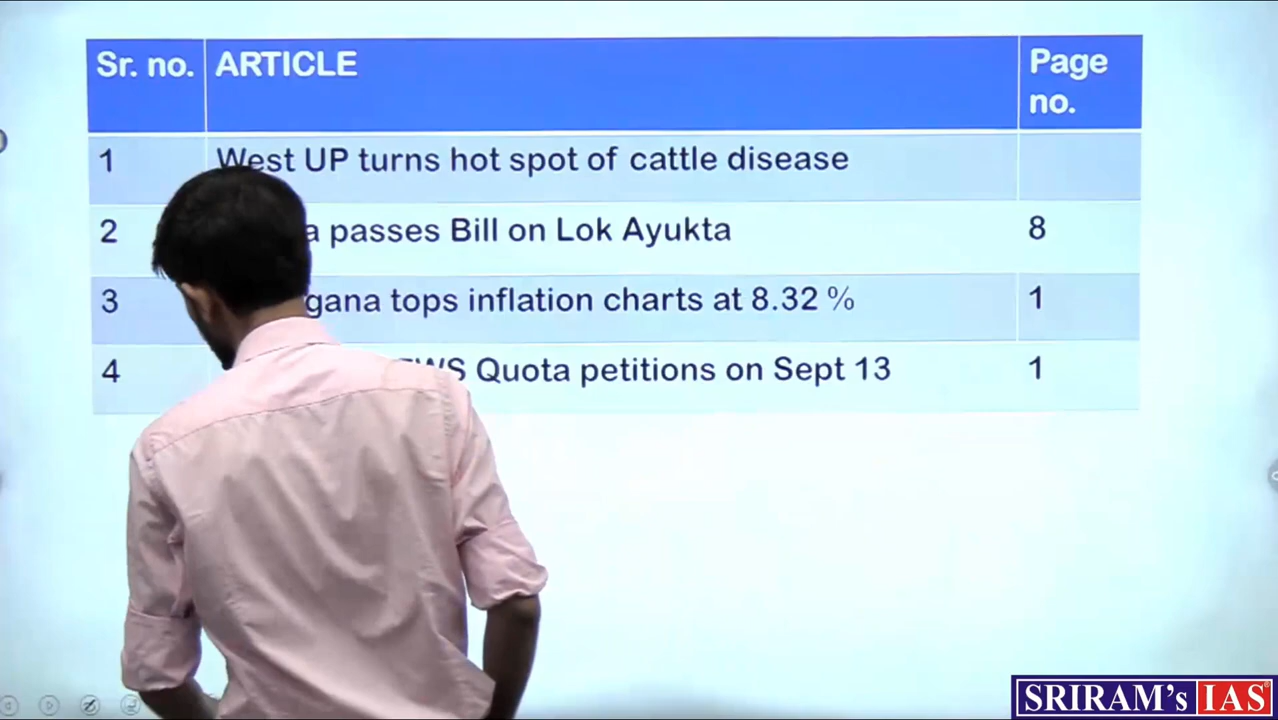 Sr. no. ARTICLE Page no.
1 West UP turns hot spot of cattle disease
2 passes Bill on Lok Ayukta 8
3 tops inflation charts at 8.32 % 1
4 Quota petitions on Sept 13 1
SRIRAM's IAS